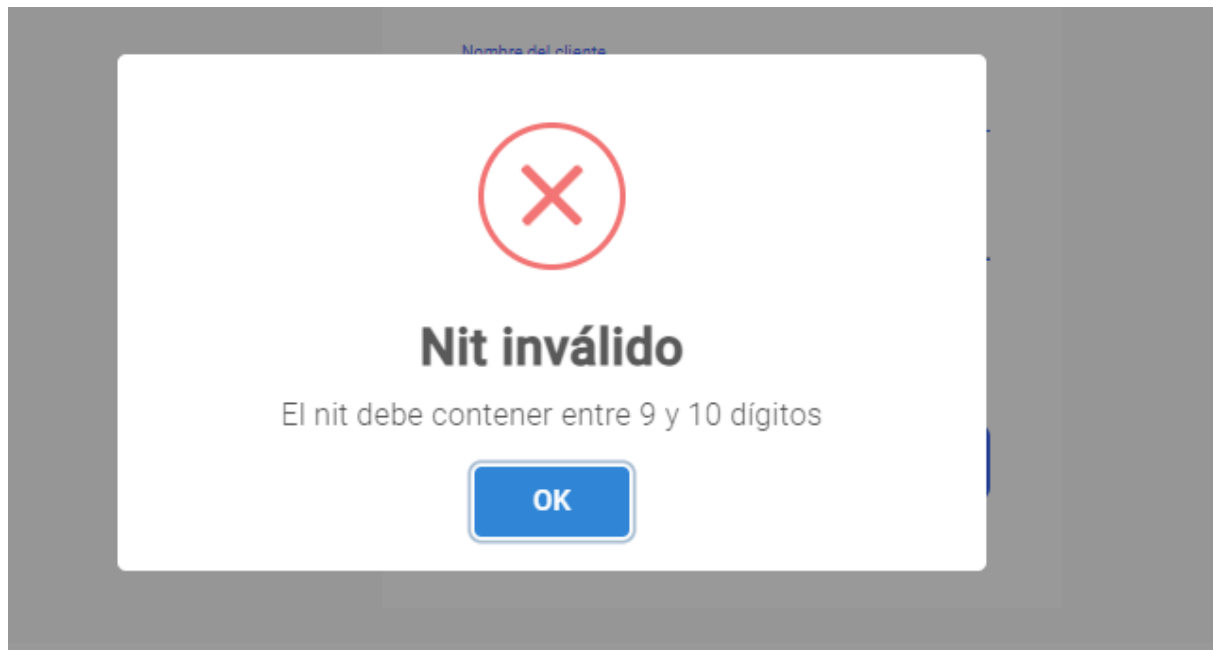 Nombre del cliente
Nit inválido
El nit debe contener entre 9 y 10 dígitos
OK